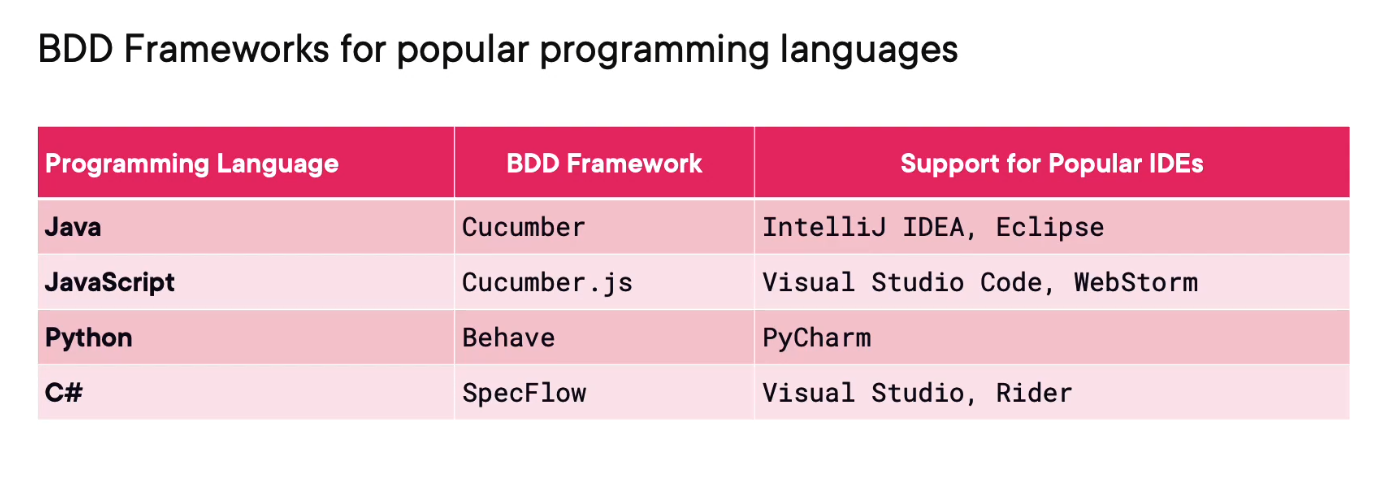 BDD Frameworks for popular programming languages
Programming Language BDD Framework Support for Popular IDEs
Java Cucumber IntelliJ IDEA, Eclipse
JavaScript Cucumber.js Visual Studio Code, WebStorm
Python Behave PyCharm
C# SpecFlow Visual Studio, Rider